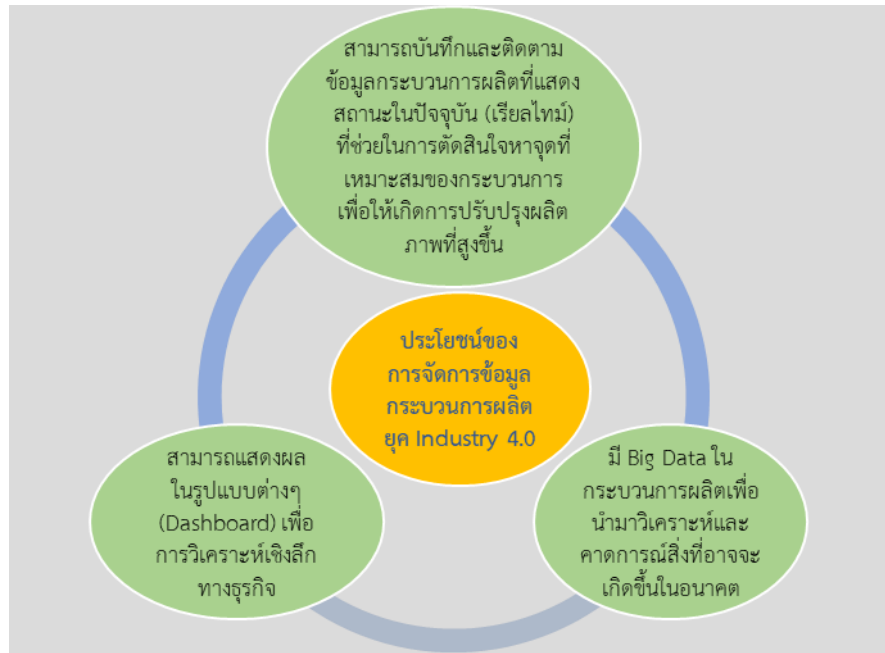 สามารถบันทึกและติดตาม
ข้อมูลกระบวนการผลิตที่แสดง
สถานะในปัจจุบัน (เรียลไทม์)
ที่ช่วยในการตัดสินใจหาจุดที่
เหมาะสมของกระบวนการ
เพื่อให้เกิดการปรับปรุงผลิต
ภาพที่สูงขึ้น
ประโยชน์ของ
การจัดการข้อมูล
กระบวนการผลิต
ยุค Industry 4.0
สามารถแสดงผล
ในรูปแบบต่างๆ
(Dashboard) เพื่อ
การวิเคราะห์เชิงลึก
ทางธุรกิจ
มี Big Data ใน
กระบวนการผลิตเพื่อ
นำมาวิเคราะห์และ
คาดการณ์สิ่งที่อาจจะ
เกิดขึ้นในอนาคต